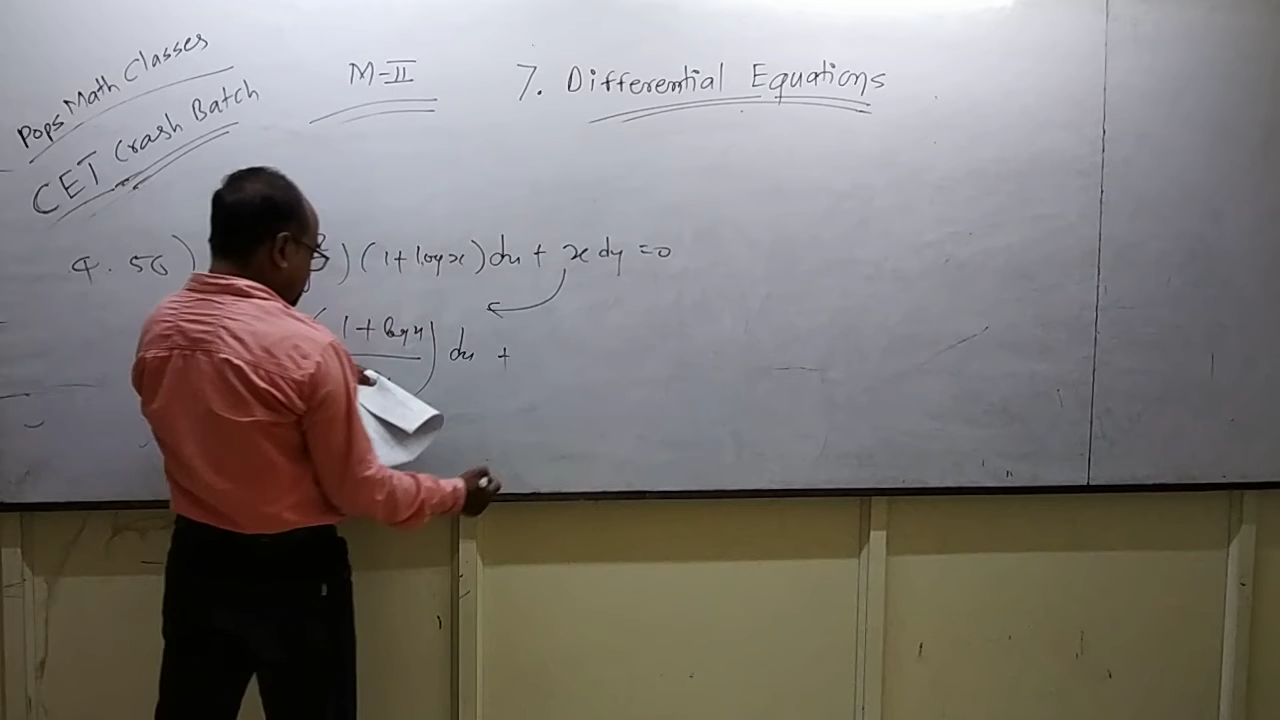 Pops Math Classes
CET Crash Batch
M-II
7. Differential Equations
Q. 56) ) (1 + log x) dx + x dy = 0
( 1 + log x ) dx +